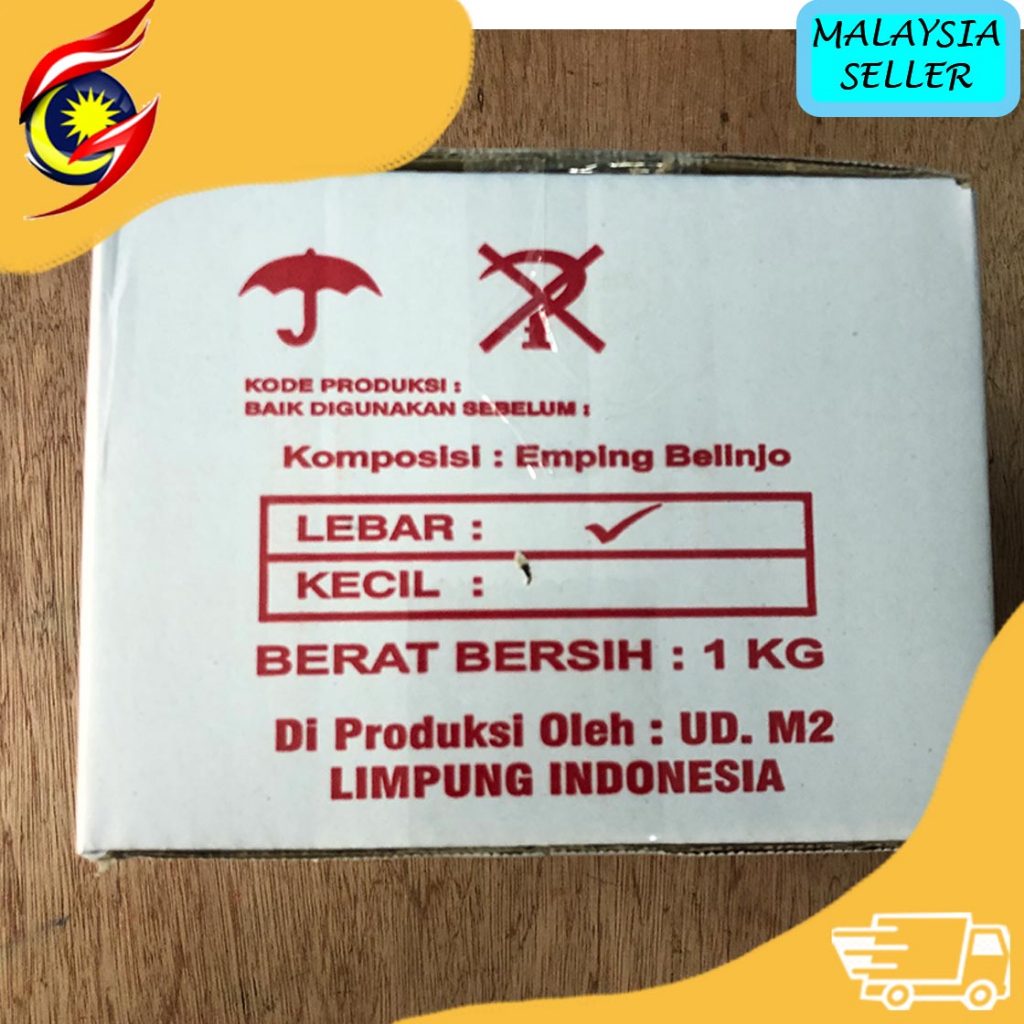 MALAYSIA
SELLER
KODE PRODUKSI :
BAIK DIGUNAKAN SEBELUM :
Komposisi : Emping Belinjo
LEBAR : ✓
KECIL :
BERAT BERSIH : 1 KG
Di Produksi Oleh : UD. M2
LIMPUNG INDONESIA